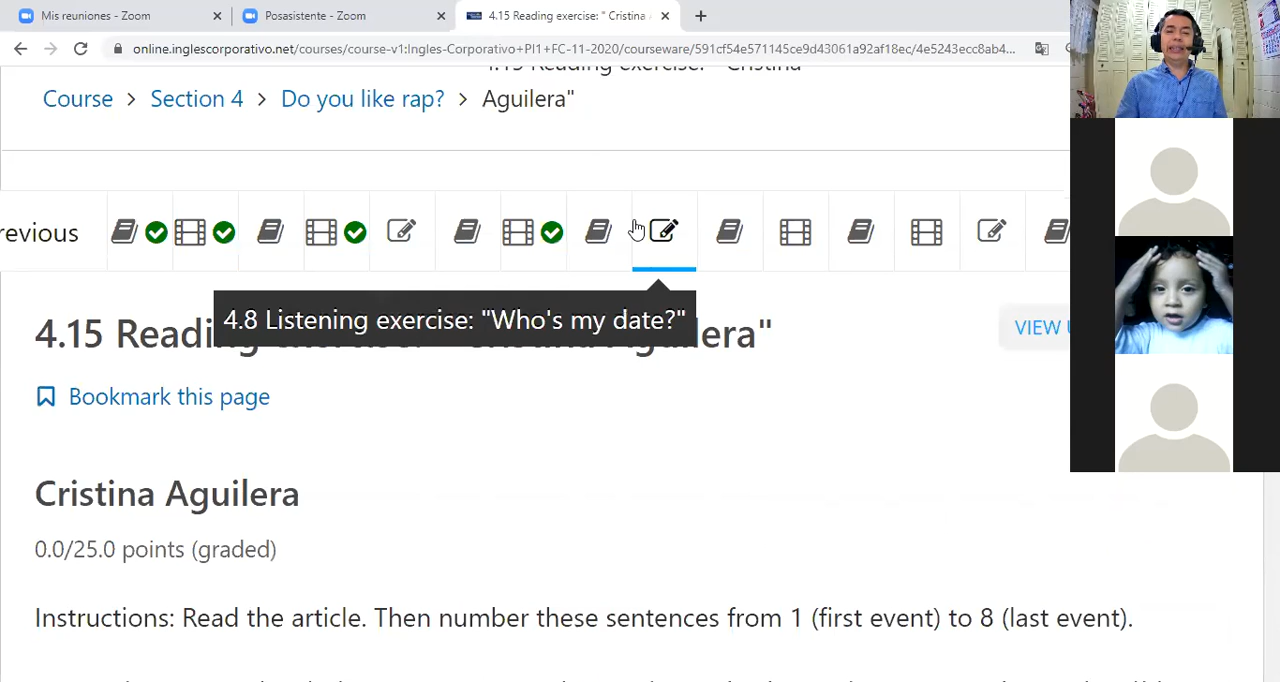 Mis reuniones - Zoom
Posasistente - Zoom
4.15 Reading exercise: " Cristina
online.inglescorporativo.net/courses/course-v1:Ingles-Corporativo+PI1+FC-11-2020/courseware/591cf54e571145ce9d43061a92af18ec/4e5243ecc8ab4...
Course > Section 4 > Do you like rap? > Aguilera"
revious
4.8 Listening exercise: "Who's my date?"
4.15 Reading
VIEW
Bookmark this page
Cristina Aguilera
0.0/25.0 points (graded)
Instructions: Read the article. Then number these sentences from 1 (first event) to 8 (last event).